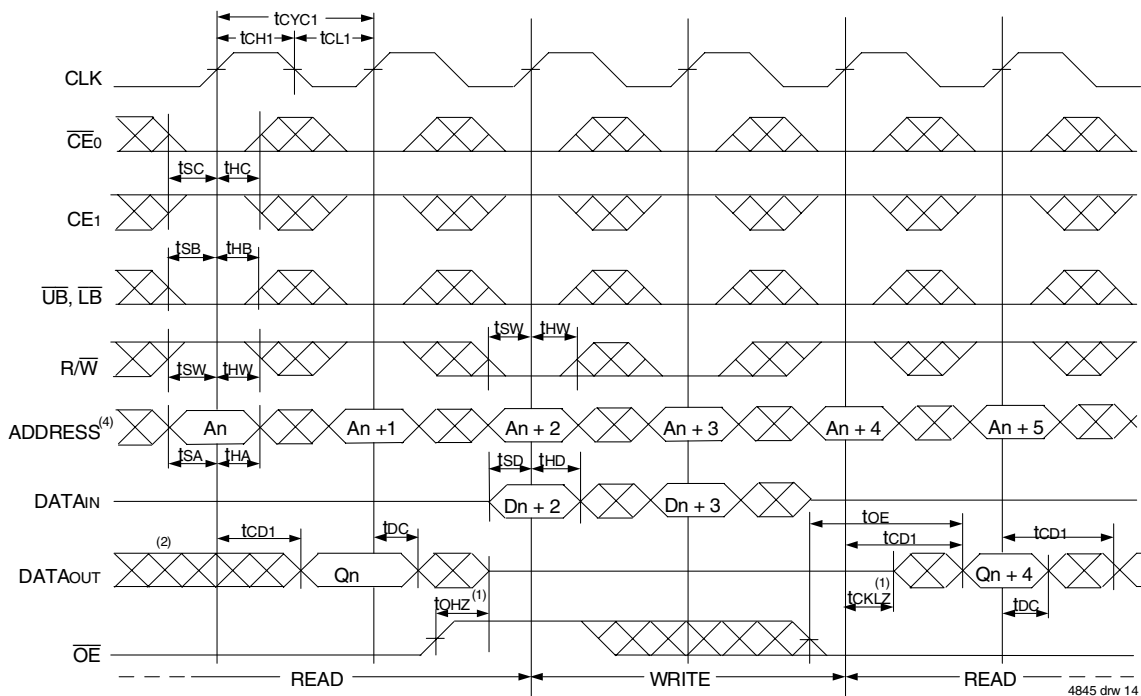 tCYC1
tCH1 tCL1
CLK
CE0
tSC tHC
CE1
tSB tHB
UB, LB
tSW tHW
R/W
tSW tHW
ADDRESS(4) An An +1 An + 2 An + 3 An + 4 An + 5
tSA tHA tSD tHD
DATAIN Dn + 2 Dn + 3
tOE
tCD1 tDC tCD1 tCD1
(2)
DATAOUT Qn Qn + 4
tOHZ(1) tCKLZ(1) tDC
OE
READ WRITE READ
4845 drw 14